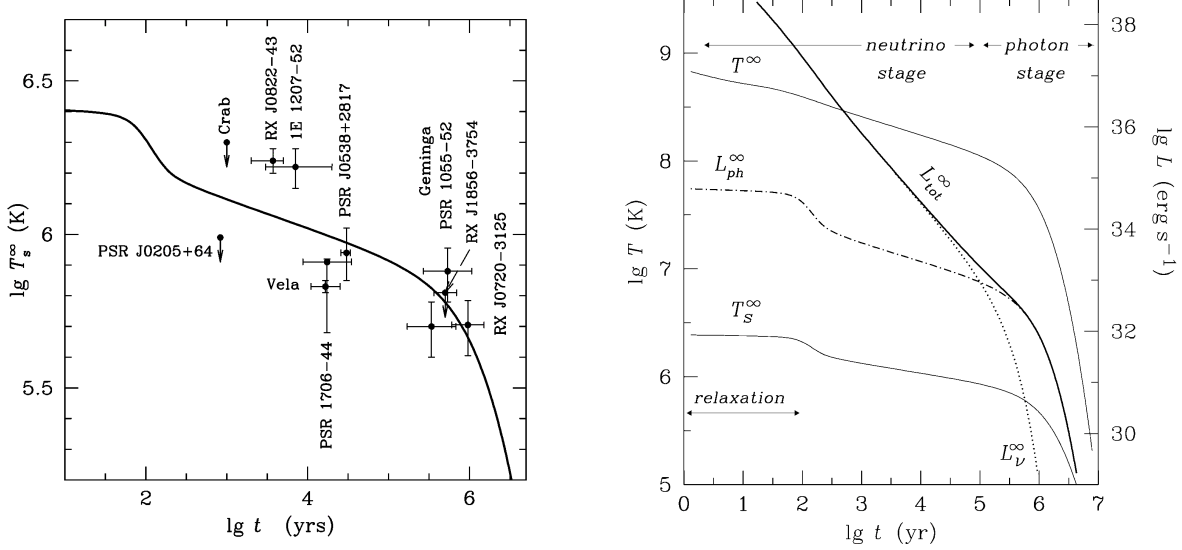 6.5
6
5.5
2
4
6
lg T_s^∞ (K)
lg t (yrs)
Crab
RX J0822−43
1E 1207−52
PSR J0538+2817
Geminga
PSR 1055−52
RX J1856−3754
RX J0720−3125
PSR J0205+64
Vela
PSR 1706−44
9
8
7
6
5
0
1
2
3
4
5
6
7
38
36
34
32
30
lg T (K)
lg t (yr)
lg L (erg s⁻¹)
neutrino
stage
photon
stage
T^∞
L_ph^∞
L_tot^∞
T_S^∞
relaxation
L_ν^∞